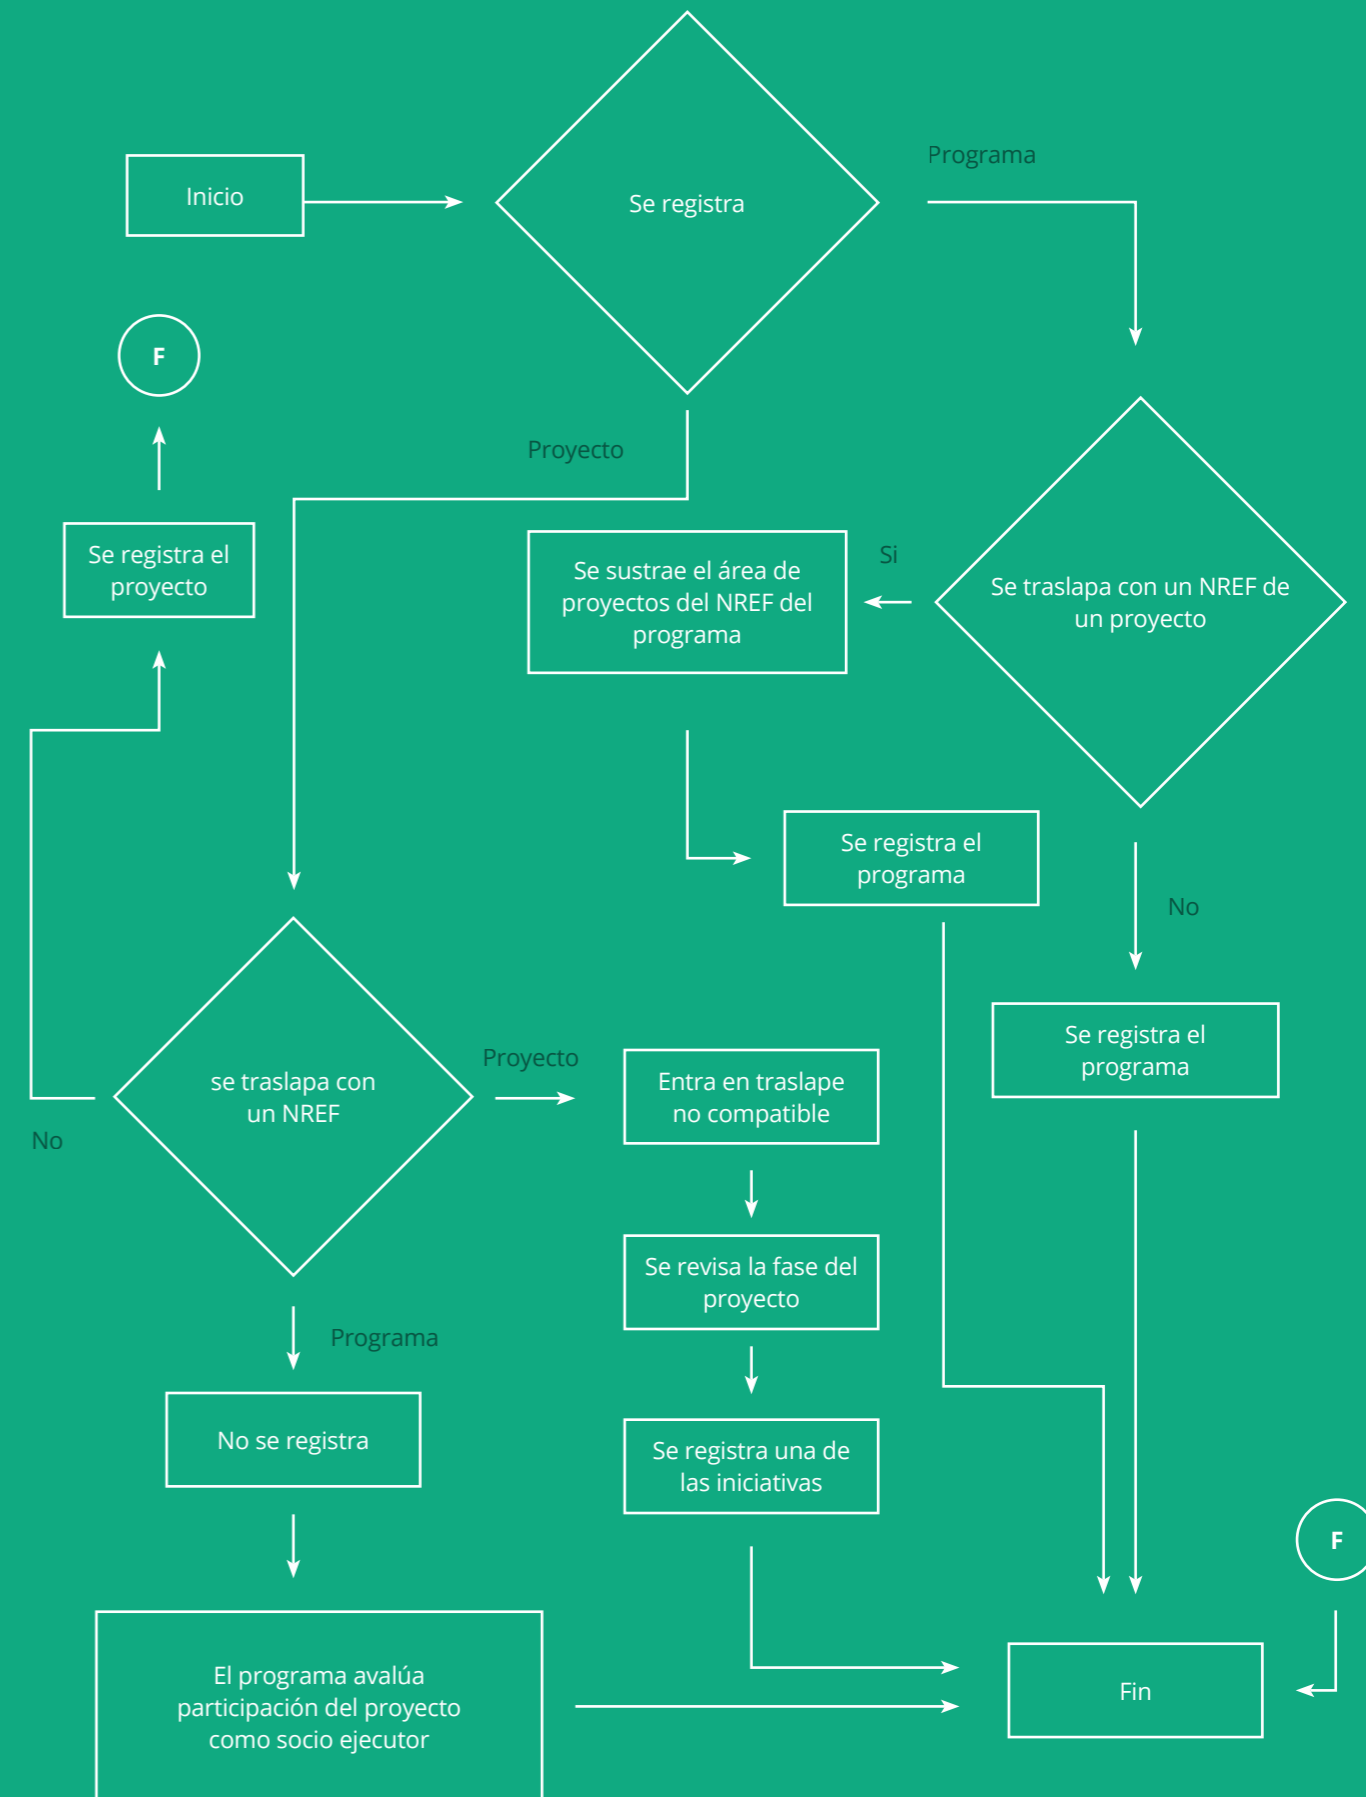 Programa
Inicio
Se registra
F
Proyecto
Se registra el
proyecto
Se sustrae el área de
proyectos del NREF del
programa
Si
Se traslapa con un NREF de
un proyecto
Se registra el
programa
No
Se registra el
programa
se traslapa con
un NREF
No
Proyecto
Entra en traslape
no compatible
Se revisa la fase del
proyecto
Programa
No se registra
Se registra una de
las iniciativas
F
El programa avalúa
participación del proyecto
como socio ejecutor
Fin